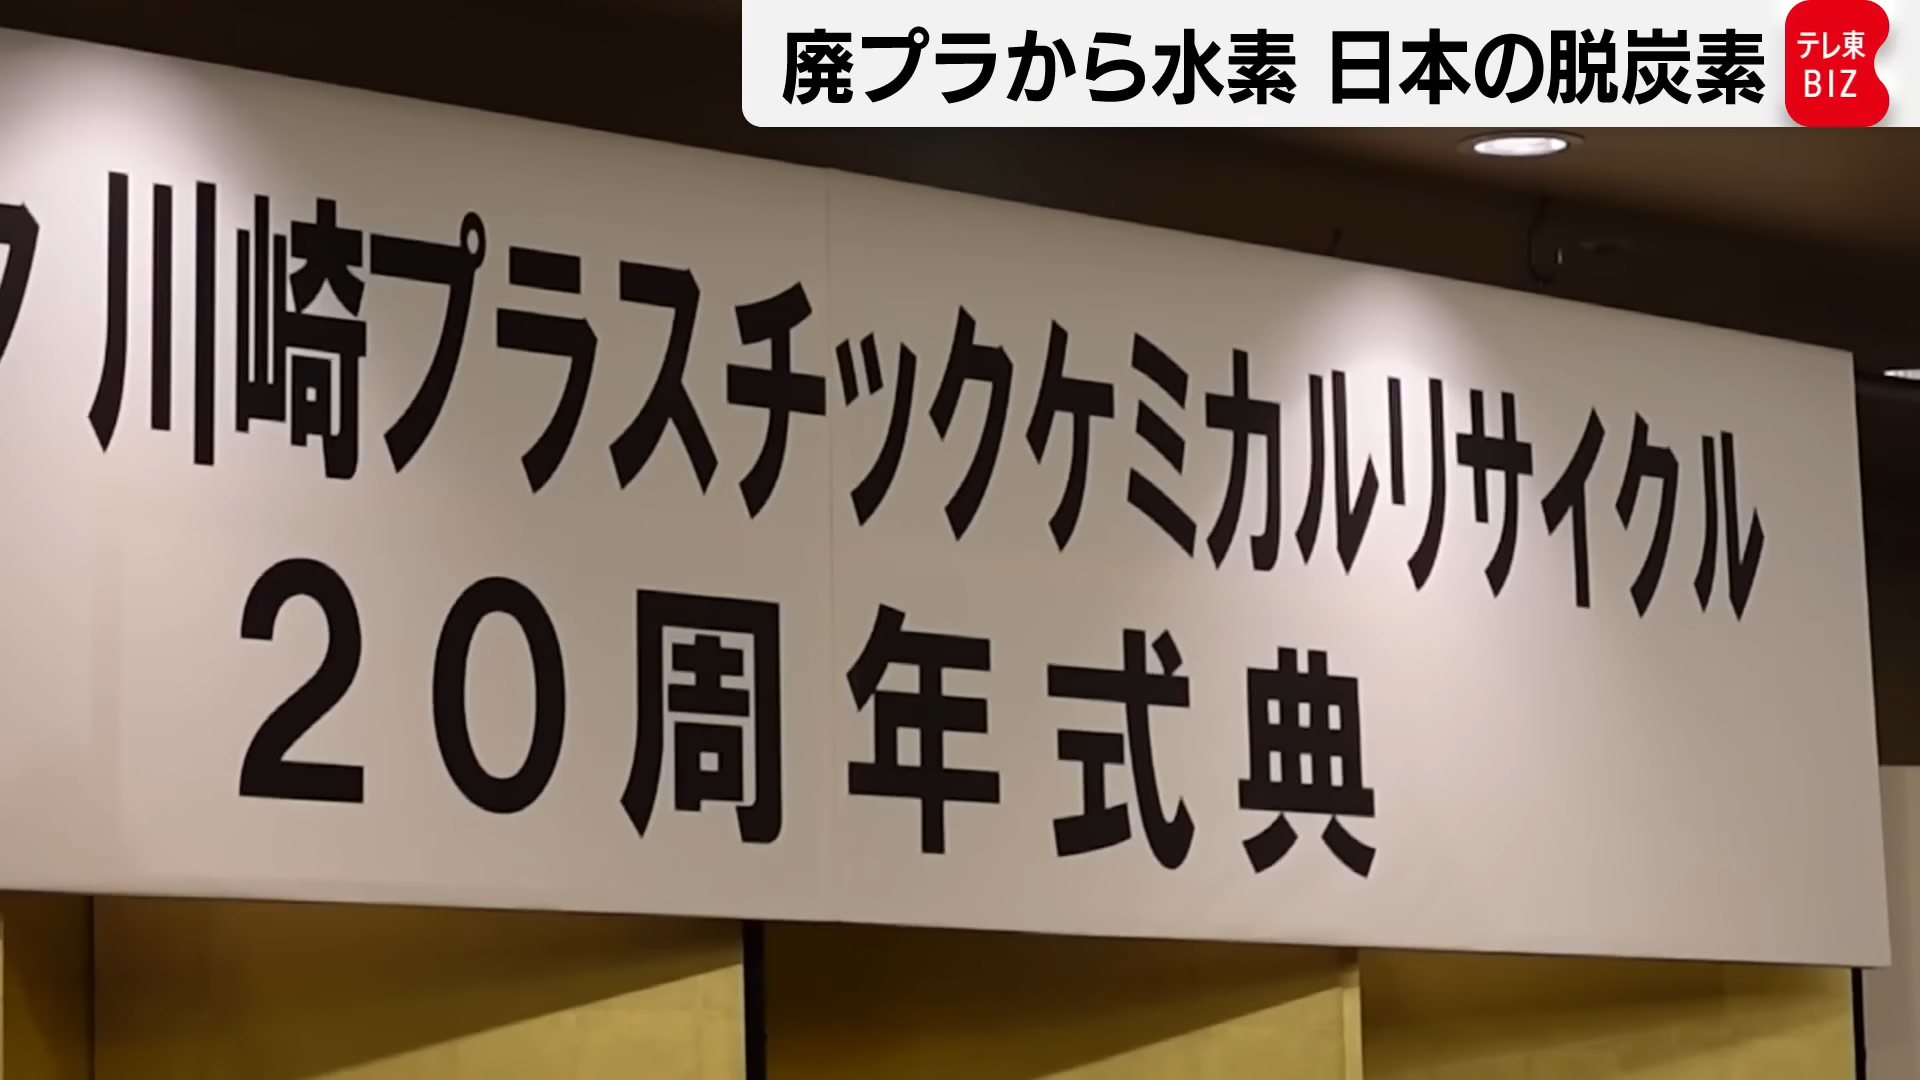 廃プラから水素 日本の脱炭素
テレ東
BIZ
川崎プラスチックケミカルリサイクル
20周年式典